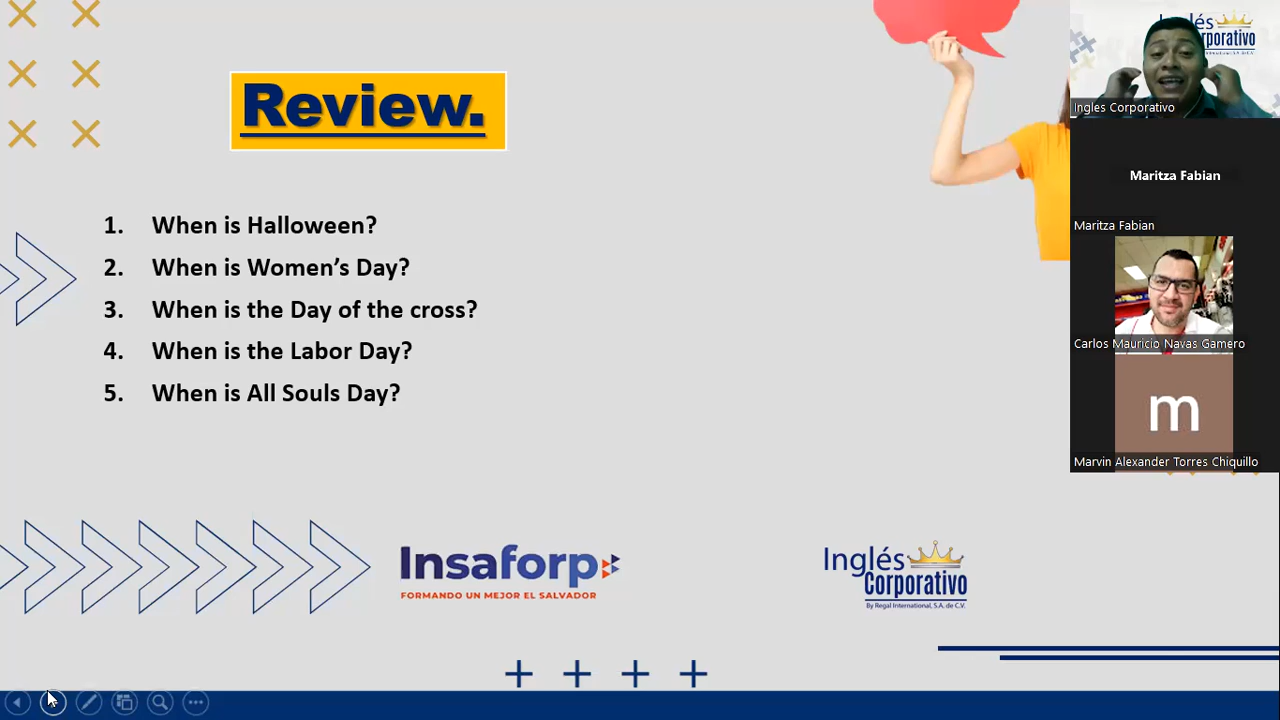 Review.
1. When is Halloween?
2. When is Women’s Day?
3. When is the Day of the cross?
4. When is the Labor Day?
5. When is All Souls Day?
Insaforp
FORMANDO UN MEJOR EL SALVADOR
Inglés
Corporativo
By Regal International, S.A. de C.V.
Ingles Corporativo
Maritza Fabian
Maritza Fabian
Carlos Mauricio Navas Gamero
m
Marvin Alexander Torres Chiquillo